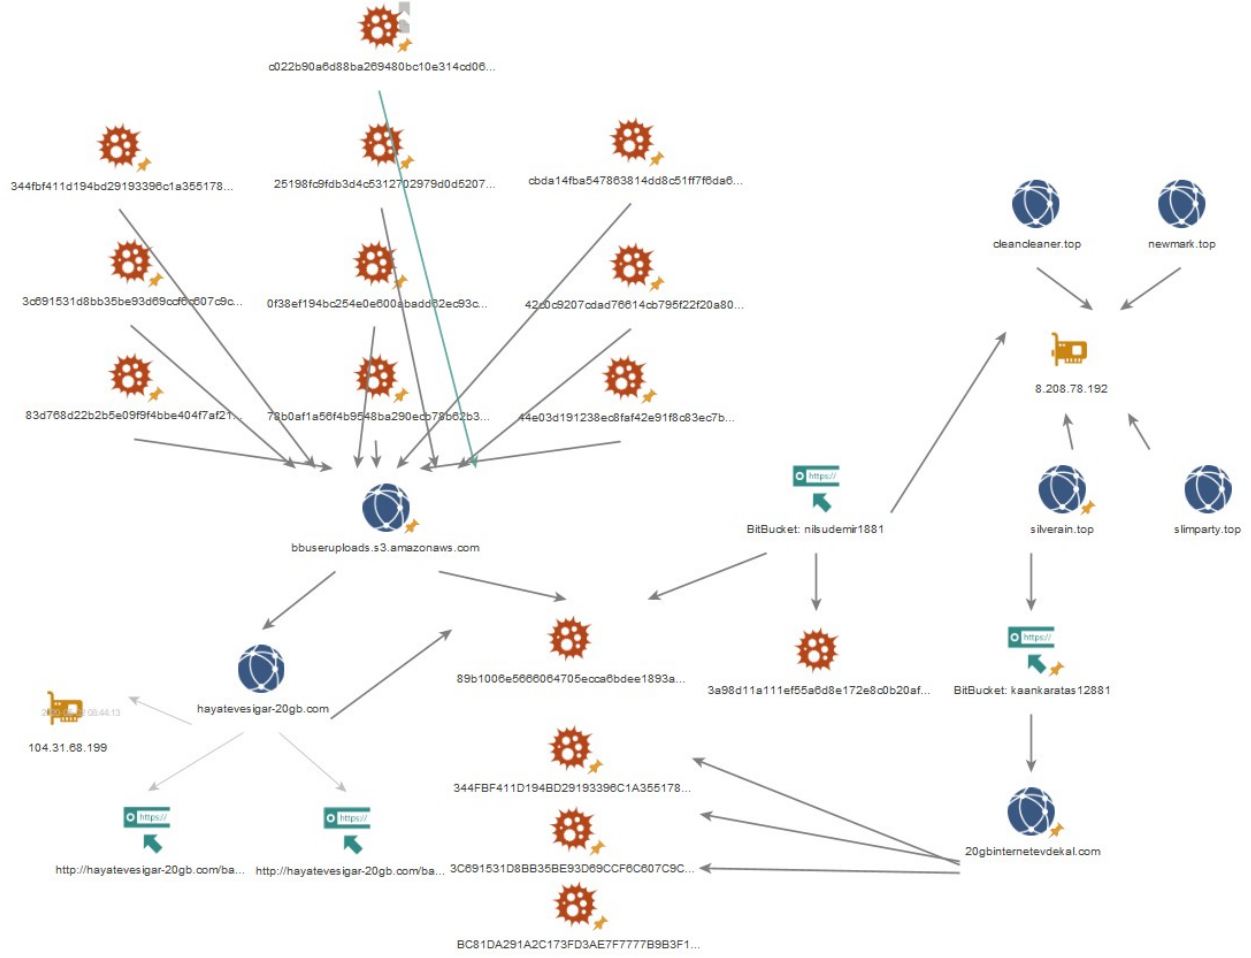 c022b90a6d88ba269480bc10e314cd06...
344fbf411d194bd29193396c1a355178...
25198fc9fdb3d4c5312702979d0d5207...
cbda14fba547863814dd8c51ff7f6da6...
cleancleaner.top
newmark.top
3c691531d8bb35be93d69ccf6c607c9c...
0f38ef194bc254e0e600abadd62ec93c...
42c0c9207cdad76614cb795f22f20a80...
8.208.78.192
83d768d22b2b5e09f9f4bbe404f7af21...
78b0af1a56f4b9548ba290ecb78b62b3...
44e03d191238ec8faf42e91f8c83ec7b...
https://
BitBucket: nilsudemir1881
silverain.top
slimparty.top
bbuseruploads.s3.amazonaws.com
https://
89b1006e5666064705ecca6bdee1893a...
3a98d11a111ef55a6d8e172e8c0b20af...
BitBucket: kaankaratas12881
hayatevesigar-20gb.com
08:44:13
104.31.68.199
344FBF411D194BD29193396C1A355178...
https://
https://
20gbinternetevdekal.com
http://hayatevesigar-20gb.com/ba...
http://hayatevesigar-20gb.com/ba...
3C691531D8BB35BE93D69CCF6C607C9C...
BC81DA291A2C173FD3AE7F7777B9B3F1...